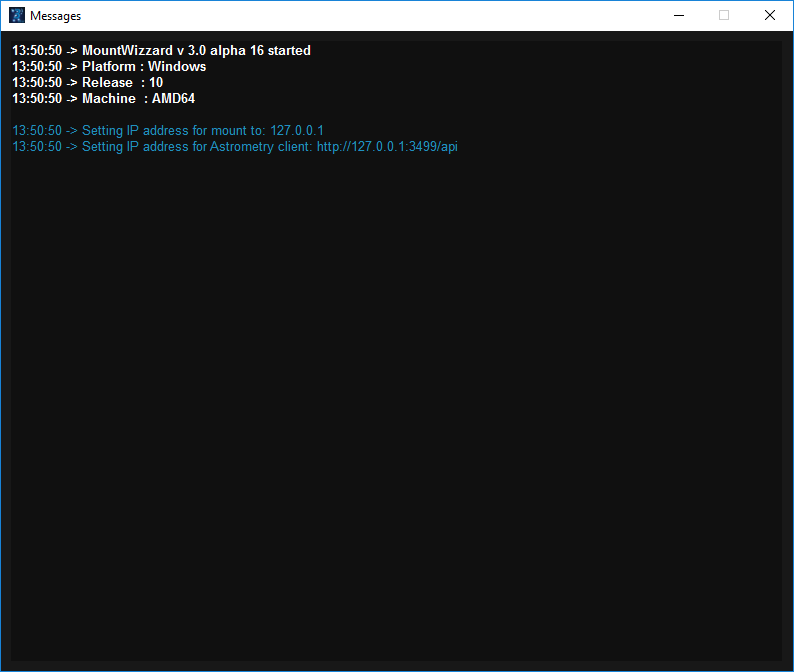 Messages
13:50:50 -> MountWizzard v 3.0 alpha 16 started
13:50:50 -> Platform : Windows
13:50:50 -> Release  : 10
13:50:50 -> Machine  : AMD64
13:50:50 -> Setting IP address for mount to: 127.0.0.1
13:50:50 -> Setting IP address for Astrometry client: http://127.0.0.1:3499/api